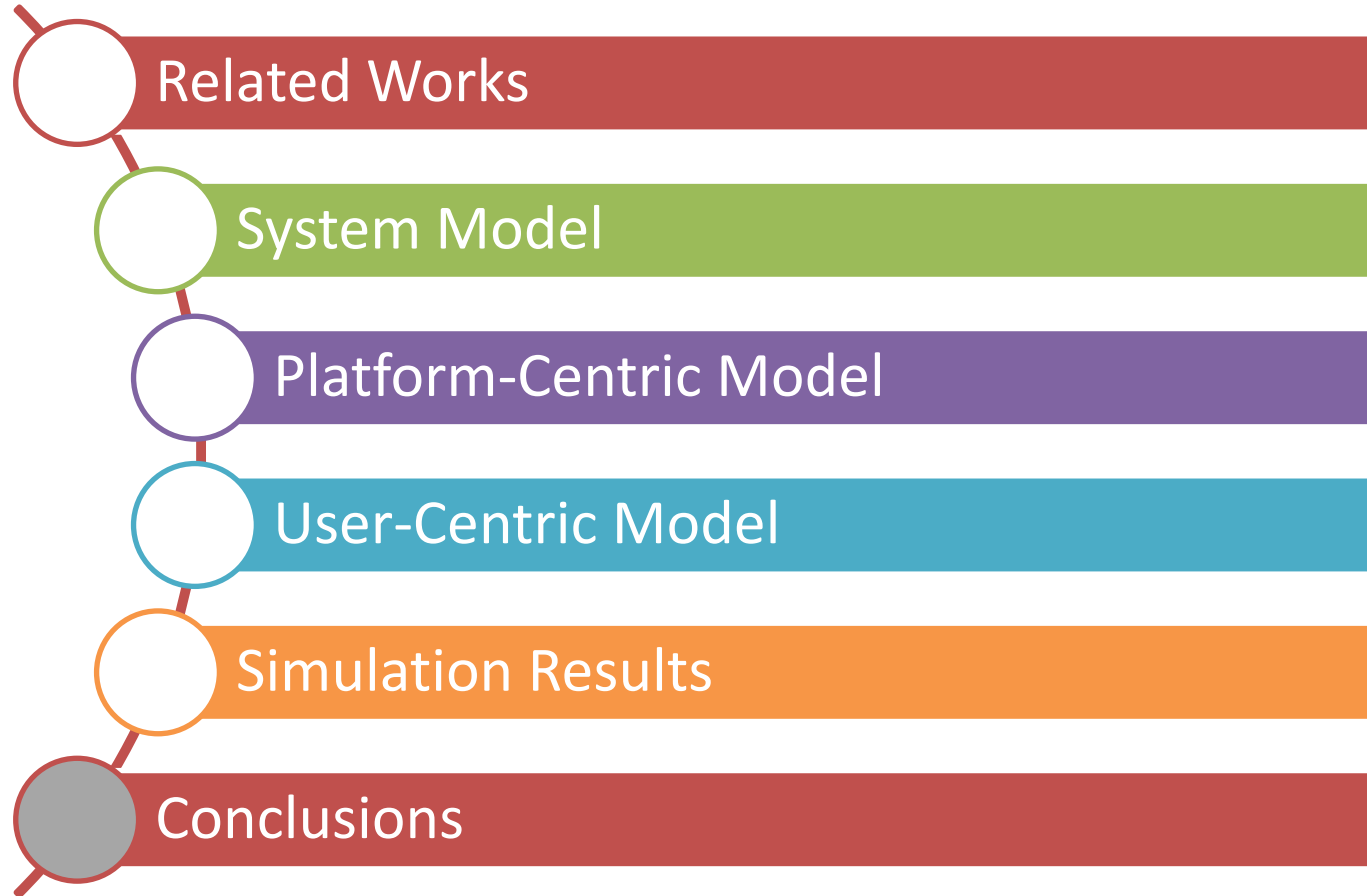 Related Works
System Model
Platform-Centric Model
User-Centric Model
Simulation Results
Conclusions